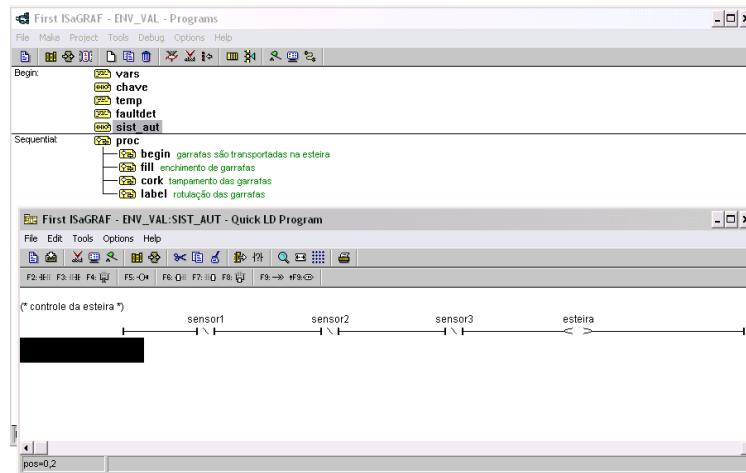 First ISaGRAF - ENV_VAL - Programs
File Make Project Tools Debug Options Help
Begin:
vars
chave
temp
faultdet
sist_aut
Sequential:
proc
begin garrafas são transportadas na esteira
fill enchimento de garrafas
cork tampamento das garrafas
label rotulação das garrafas
First ISaGRAF - ENV_VAL:SIST_AUT - Quick LD Program
File Edit Tools Options Help
F2: F3: F4: F5: F6: F7: F8: F9: F9:
(* controle da esteira *)
sensor1 sensor2 sensor3 esteira
pos=0,2